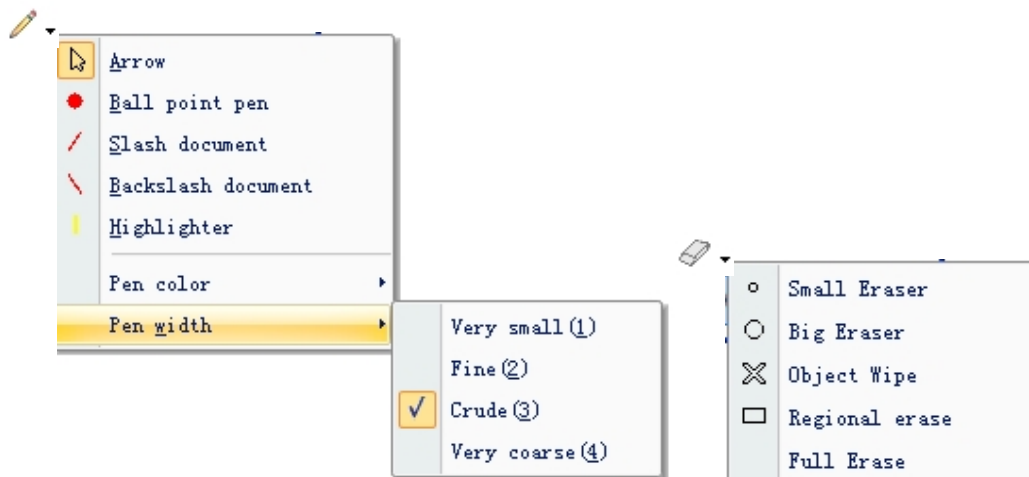 Arrow
Ball point pen
Slash document
Backslash document
Highlighter
Pen color
Pen width
Very small(1)
Fine(2)
Crude(3)
Very coarse(4)
Small Eraser
Big Eraser
Object Wipe
Regional erase
Full Erase